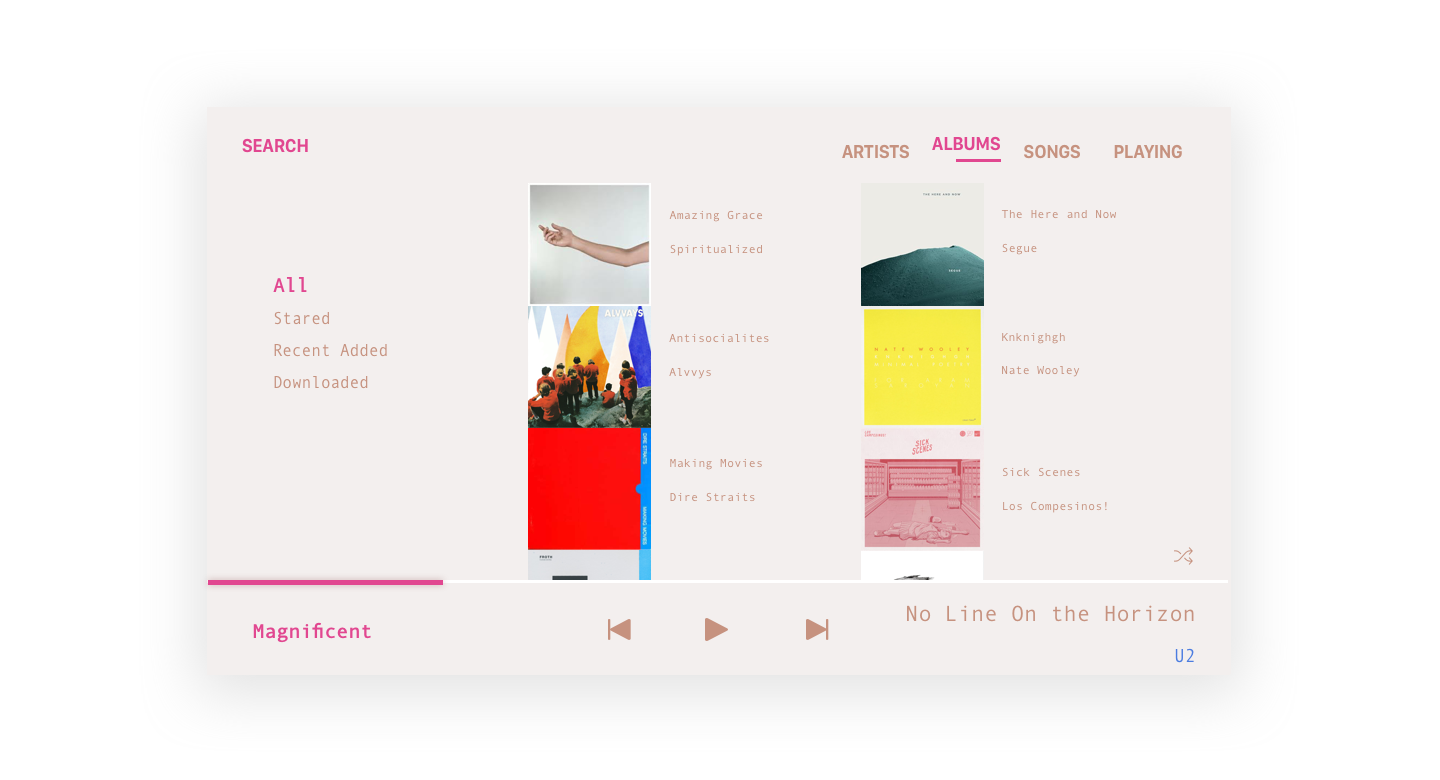 SEARCH
ARTISTS
ALBUMS
SONGS
PLAYING
All
Stared
Recent Added
Downloaded
Amazing Grace
Spiritualized
THE HERE AND NOW
SEGUE
The Here and Now
Segue
ALVVAYS
Antisocialites
Alvvys
NATE WOOLEY
Knknighgh
Nate Wooley
DIRE STRAITS
MAKING MOVIES
Making Movies
Dire Straits
SICK
SCENES
Sick Scenes
Los Compesinos!
Magnificent
No Line On the Horizon
U2